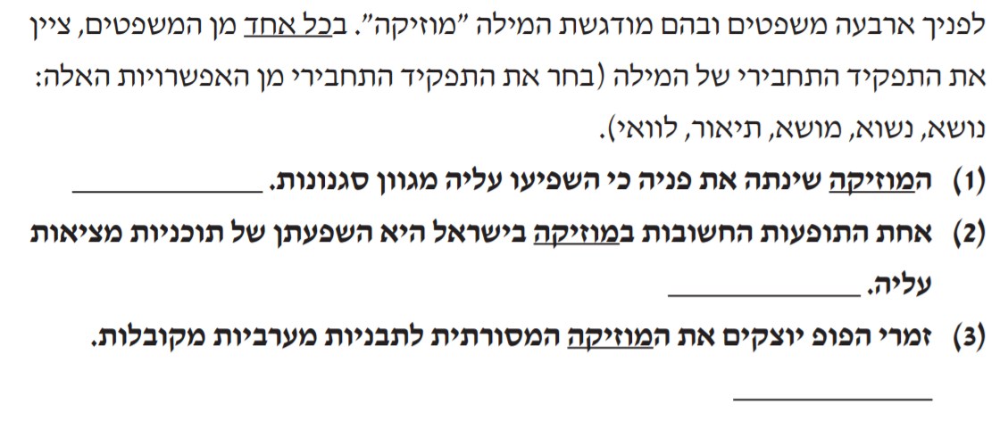 לפניך ארבעה משפטים ובהם מודגשת המילה "מוזיקה". בכל אחד מן המשפטים, ציין
את התפקיד התחבירי של המילה (בחר את התפקיד התחבירי מן האפשרויות האלה:
נושא, נשוא, מושא, תיאור, לוואי).
(1) המוזיקה שינתה את פניה כי השפיעו עליה מגוון סגנונות. ____________
(2) אחת התופעות החשובות במוזיקה בישראל היא השפעתן של תוכניות מציאות
עליה. ____________
(3) זמרי הפופ יוצקים את המוזיקה המסורתית לתבניות מערביות מקובלות.
____________